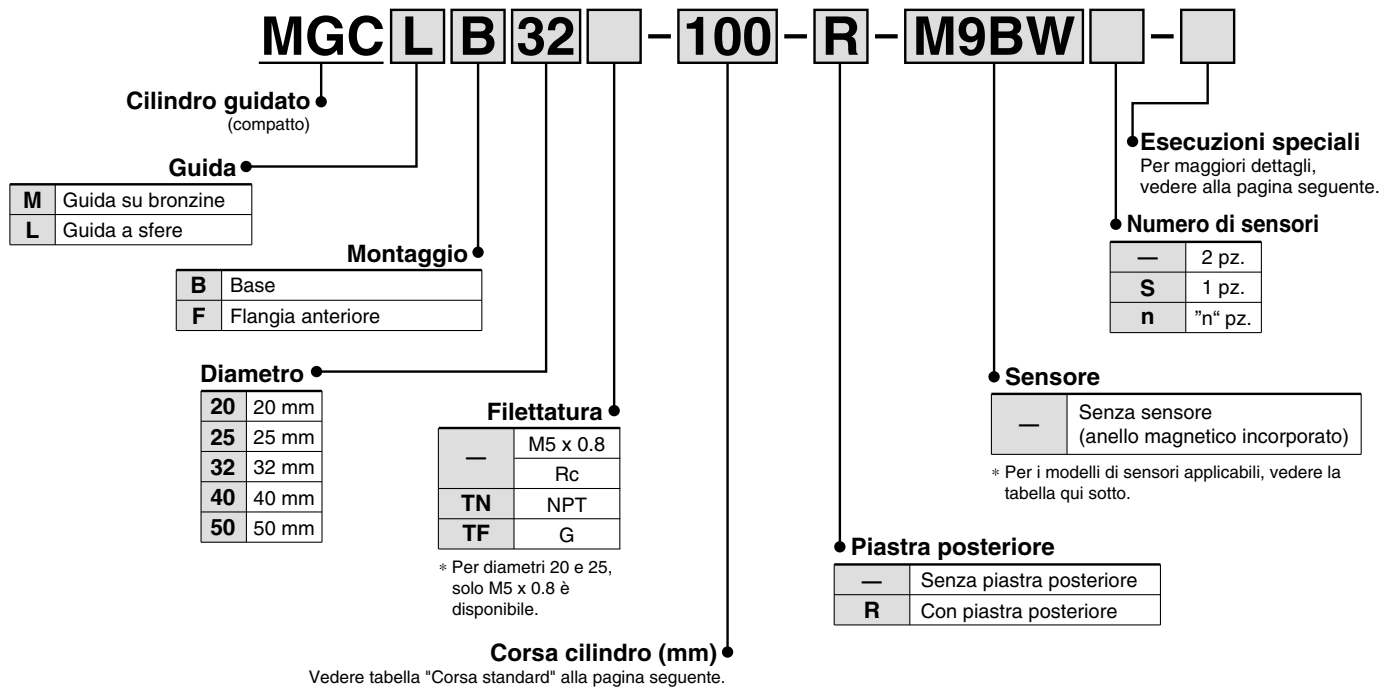 MGC L B 32 – 100 – R – M9BW –
Cilindro guidato
(compatto)
Guida
M Guida su bronzine
L Guida a sfere
Montaggio
B Base
F Flangia anteriore
Diametro
20 20 mm
25 25 mm
32 32 mm
40 40 mm
50 50 mm
Filettatura
— M5 x 0.8
Rc
TN NPT
TF G
* Per diametri 20 e 25,
solo M5 x 0.8 è
disponibile.
Corsa cilindro (mm)
Vedere tabella "Corsa standard" alla pagina seguente.
Piastra posteriore
— Senza piastra posteriore
R Con piastra posteriore
Sensore
— Senza sensore
(anello magnetico incorporato)
* Per i modelli di sensori applicabili, vedere la
tabella qui sotto.
Numero di sensori
— 2 pz.
S 1 pz.
n ”n“ pz.
Esecuzioni speciali
Per maggiori dettagli,
vedere alla pagina seguente.